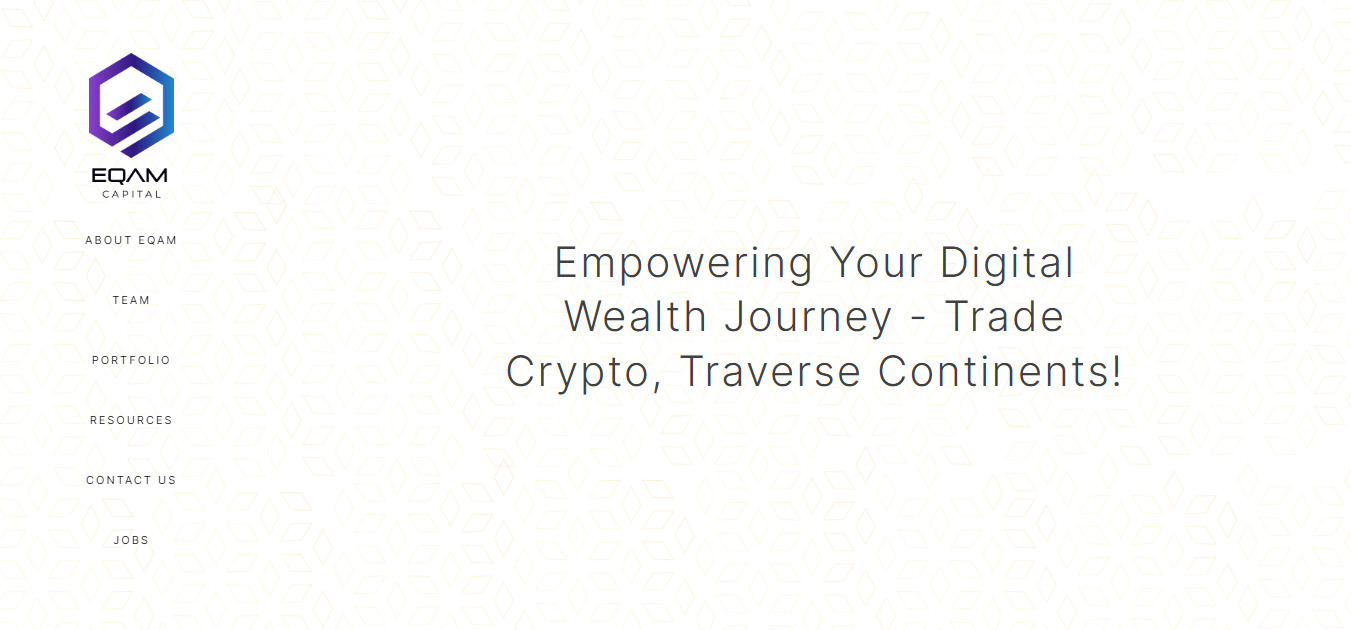 EQAM
CAPITAL
ABOUT EQAM
TEAM
PORTFOLIO
RESOURCES
CONTACT US
JOBS
Empowering Your Digital
Wealth Journey - Trade
Crypto, Traverse Continents!